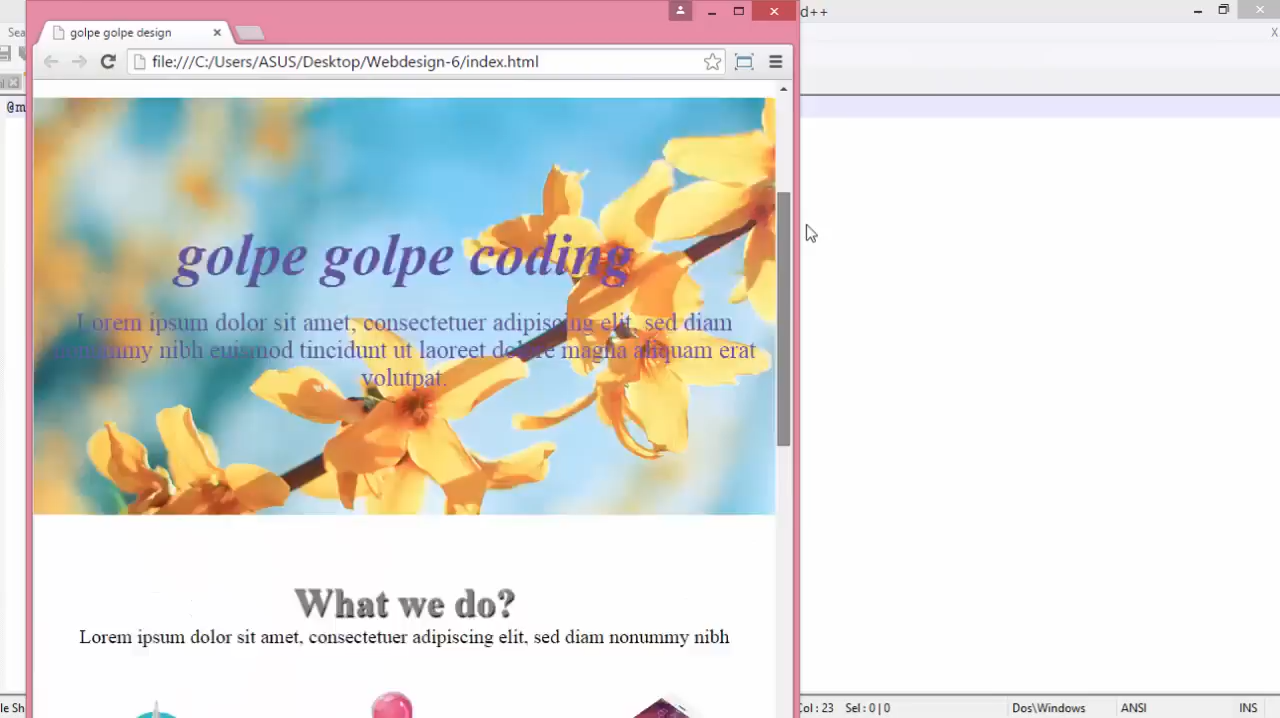 d++
Sea
golpe golpe design
file:///C:/Users/ASUS/Desktop/Webdesign-6/index.html
@m
golpe golpe coding
Lorem ipsum dolor sit amet, consectetuer adipiscing elit, sed diam
nonummy nibh euismod tincidunt ut laoreet dolore magna aliquam erat
volutpat.
What we do?
Lorem ipsum dolor sit amet, consectetuer adipiscing elit, sed diam nonummy nibh
le Sh
Col : 23 Sel : 0 | 0 Dos\Windows ANSI INS